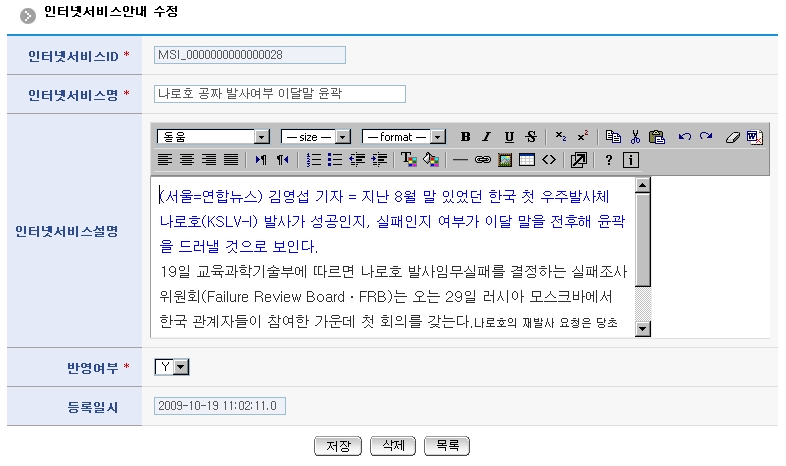 인터넷서비스안내 수정
인터넷서비스ID *
MSI_0000000000000028
인터넷서비스명 *
나로호 공짜 발사여부 이달말 윤곽
인터넷서비스설명
돋움 — size — — format — B I U S ×₂ ×²
? i
(서울=연합뉴스) 김영섭 기자 = 지난 8월 말 있었던 한국 첫 우주발사체
나로호(KSLV-I) 발사가 성공인지, 실패인지 여부가 이달 말을 전후해 윤곽
을 드러낼 것으로 보인다.
19일 교육과학기술부에 따르면 나로호 발사임무실패를 결정하는 실패조사
위원회(Failure Review Board·FRB)는 오는 29일 러시아 모스크바에서
한국 관계자들이 참여한 가운데 첫 회의를 갖는다.나로호의 재발사 요청은 당초
반영여부 *
Y
등록일시
2009-10-19 11:02:11.0
저장 삭제 목록